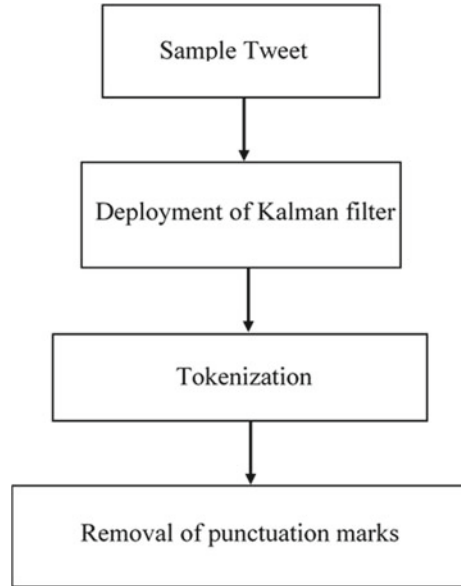 Sample Tweet
Deployment of Kalman filter
Tokenization
Removal of punctuation marks